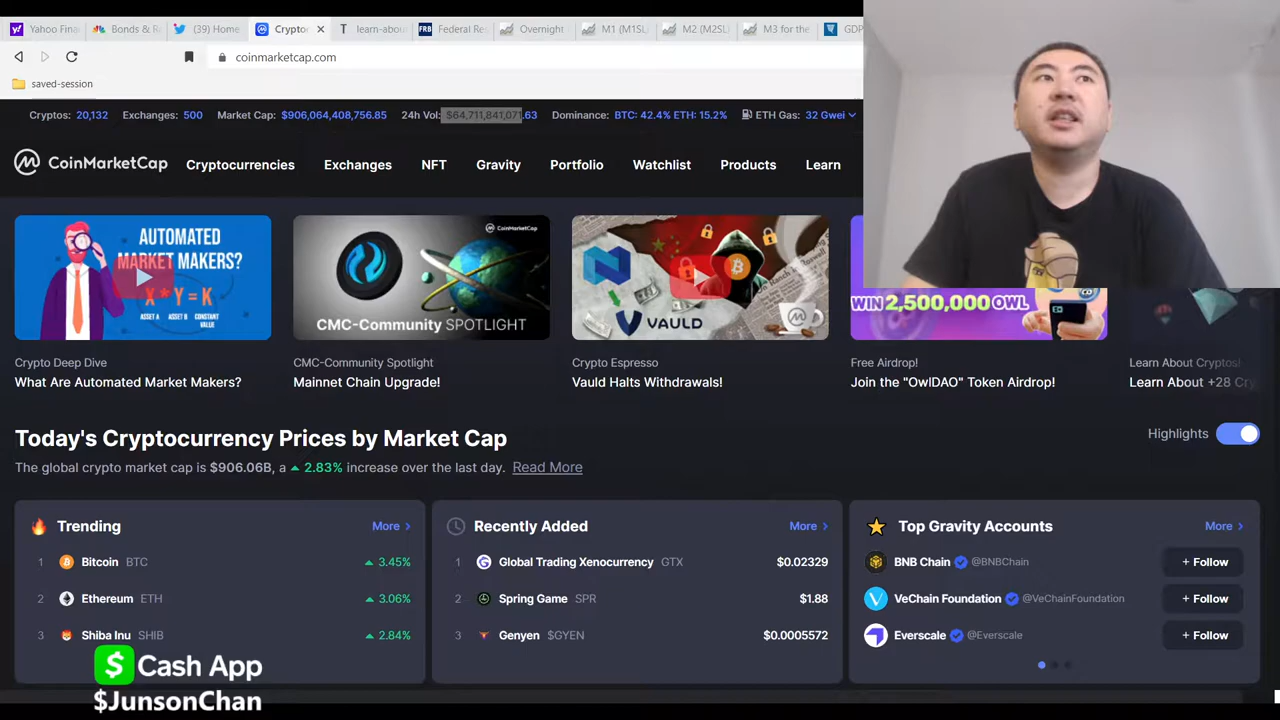 Yahoo Fina
Bonds & R
(39) Home
Crypto
learn-abou
Federal Re
Overnight
M1 (M1SL
M2 (M2SL
M3 for the
GDP
coinmarketcap.com
saved-session
Cryptos: 20,132 Exchanges: 500 Market Cap: $906,064,408,756.85 24h Vol: $64,711,841,071.63 Dominance: BTC: 42.4% ETH: 15.2% ETH Gas: 32 Gwei
CoinMarketCap Cryptocurrencies Exchanges NFT Gravity Portfolio Watchlist Products Learn
AUTOMATED
MARKET MAKERS?
X * Y = K
ASSET A ASSET B CONSTANT
VALUE
CoinMarketCap
CMC-Community SPOTLIGHT
VAULD
WIN 2,500,000 OWL
Crypto Deep Dive
What Are Automated Market Makers?
CMC-Community Spotlight
Mainnet Chain Upgrade!
Crypto Espresso
Vauld Halts Withdrawals!
Free Airdrop!
Join the "OwlDAO" Token Airdrop!
Learn About Cryptos!
Learn About +28 Cry
Today's Cryptocurrency Prices by Market Cap
Highlights
The global crypto market cap is $906.06B, a 2.83% increase over the last day. Read More
Trending More
1 Bitcoin BTC 3.45%
2 Ethereum ETH 3.06%
3 Shiba Inu SHIB 2.84%
Recently Added More
1 Global Trading Xenocurrency GTX $0.02329
2 Spring Game SPR $1.88
3 Genyen $GYEN $0.0005572
Top Gravity Accounts More
BNB Chain @BNBChain + Follow
VeChain Foundation @VeChainFoundation + Follow
Everscale @Everscale + Follow
$ Cash App
$JunsonChan